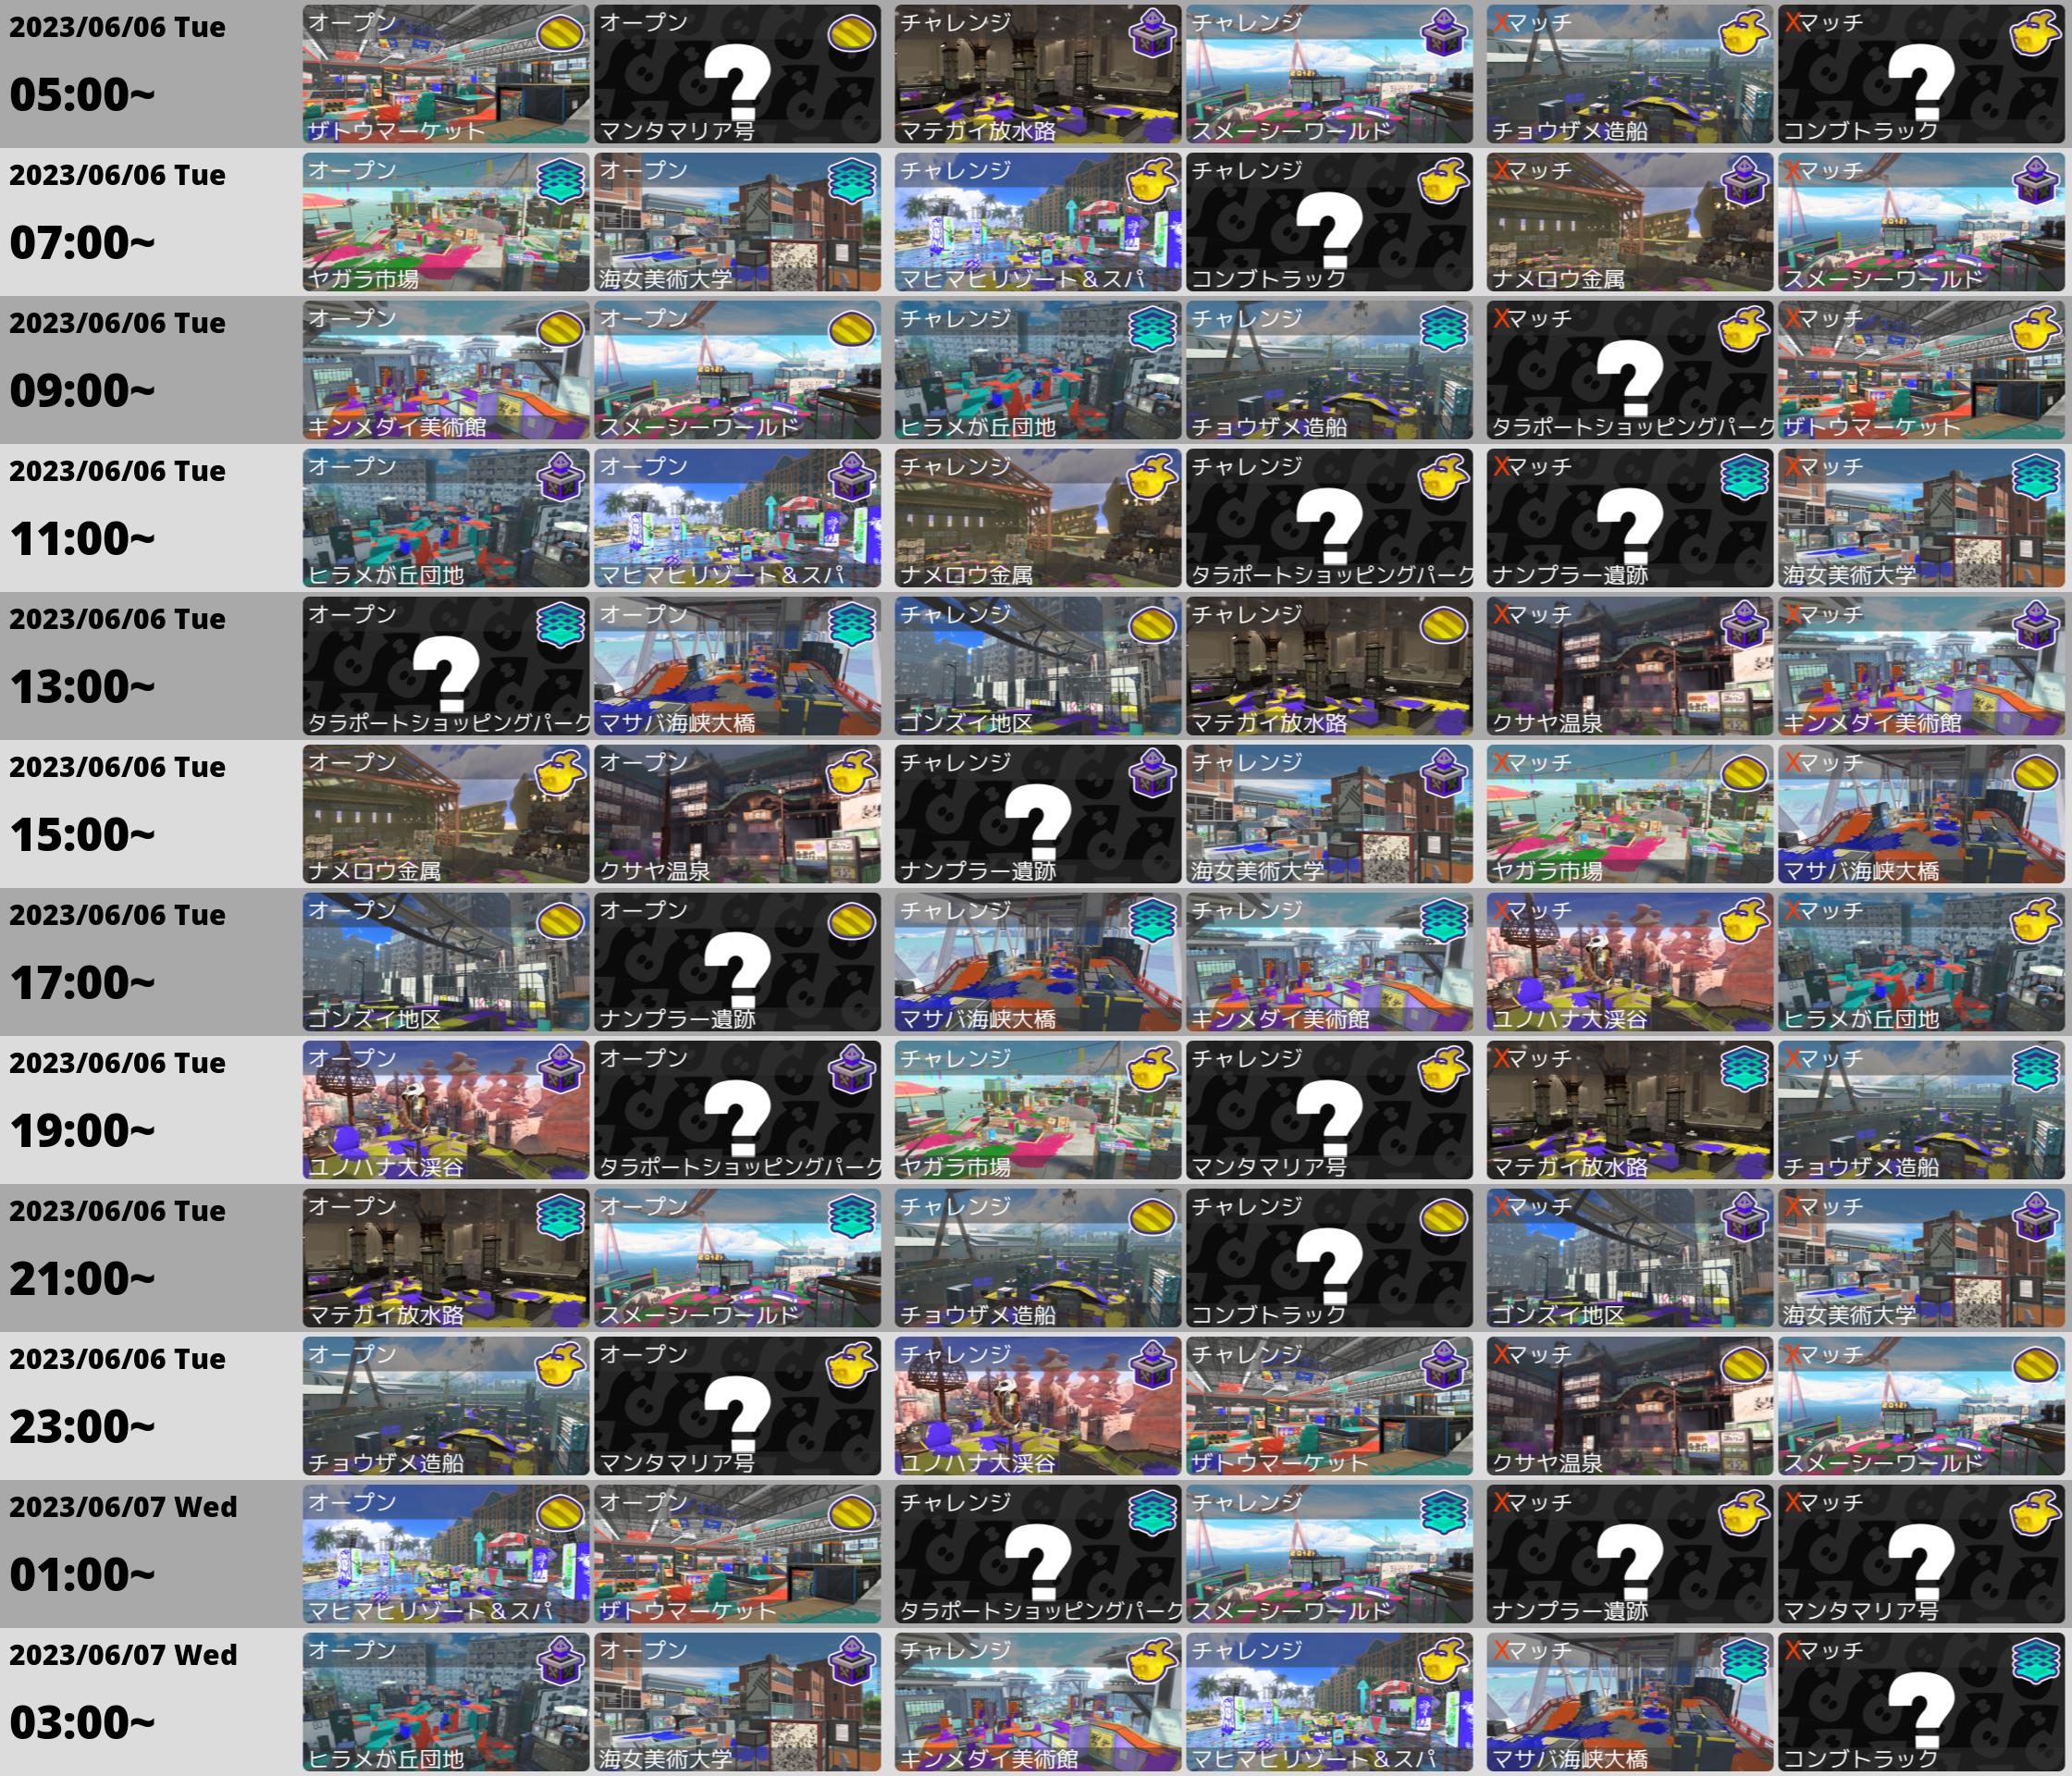 2023/06/06 Tue
05:00~
オープン オープン チャレンジ チャレンジ Xマッチ Xマッチ
ザトウマーケット マンタマリア号 マテガイ放水路 スメーシーワールド チョウザメ造船 コンブトラック
2023/06/06 Tue
07:00~
オープン オープン チャレンジ チャレンジ Xマッチ Xマッチ
ヤガラ市場 海女美術大学 マヒマヒリゾート&スパ コンブトラック ナメロウ金属 スメーシーワールド
2023/06/06 Tue
09:00~
オープン オープン チャレンジ チャレンジ Xマッチ Xマッチ
キンメダイ美術館 スメーシーワールド ヒラメが丘団地 チョウザメ造船 タラポートショッピングパーク ザトウマーケット
2023/06/06 Tue
11:00~
オープン オープン チャレンジ チャレンジ Xマッチ Xマッチ
ヒラメが丘団地 マヒマヒリゾート&スパ ナメロウ金属 タラポートショッピングパーク ナンプラー遺跡 海女美術大学
2023/06/06 Tue
13:00~
オープン オープン チャレンジ チャレンジ Xマッチ Xマッチ
タラポートショッピングパーク マサバ海峡大橋 ゴンズイ地区 マテガイ放水路 クサヤ温泉 キンメダイ美術館
2023/06/06 Tue
15:00~
オープン オープン チャレンジ チャレンジ Xマッチ Xマッチ
ナメロウ金属 クサヤ温泉 ナンプラー遺跡 海女美術大学 ヤガラ市場 マサバ海峡大橋
2023/06/06 Tue
17:00~
オープン オープン チャレンジ チャレンジ Xマッチ Xマッチ
ゴンズイ地区 ナンプラー遺跡 マサバ海峡大橋 キンメダイ美術館 ユノハナ大渓谷 ヒラメが丘団地
2023/06/06 Tue
19:00~
オープン オープン チャレンジ チャレンジ Xマッチ Xマッチ
ユノハナ大渓谷 タラポートショッピングパーク ヤガラ市場 マンタマリア号 マテガイ放水路 チョウザメ造船
2023/06/06 Tue
21:00~
オープン オープン チャレンジ チャレンジ Xマッチ Xマッチ
マテガイ放水路 スメーシーワールド チョウザメ造船 コンブトラック ゴンズイ地区 海女美術大学
2023/06/06 Tue
23:00~
オープン オープン チャレンジ チャレンジ Xマッチ Xマッチ
チョウザメ造船 マンタマリア号 ユノハナ大渓谷 ザトウマーケット クサヤ温泉 スメーシーワールド
2023/06/07 Wed
01:00~
オープン オープン チャレンジ チャレンジ Xマッチ Xマッチ
マヒマヒリゾート&スパ ザトウマーケット タラポートショッピングパーク スメーシーワールド ナンプラー遺跡 マンタマリア号
2023/06/07 Wed
03:00~
オープン オープン チャレンジ チャレンジ Xマッチ Xマッチ
ヒラメが丘団地 海女美術大学 キンメダイ美術館 マヒマヒリゾート&スパ マサバ海峡大橋 コンブトラック